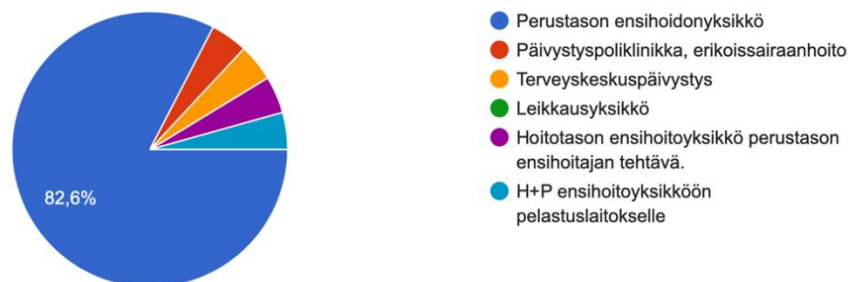 82,6%
Perustason ensihoidonyksikkö
Päivystyspoliklinikka, erikoissairaanhoito
Terveyskeskuspäivystys
Leikkausyksikkö
Hoitotason ensihoitoyksikkö perustason
ensihoitajan tehtävä.
H+P ensihoitoyksikköön
pelastuslaitokselle